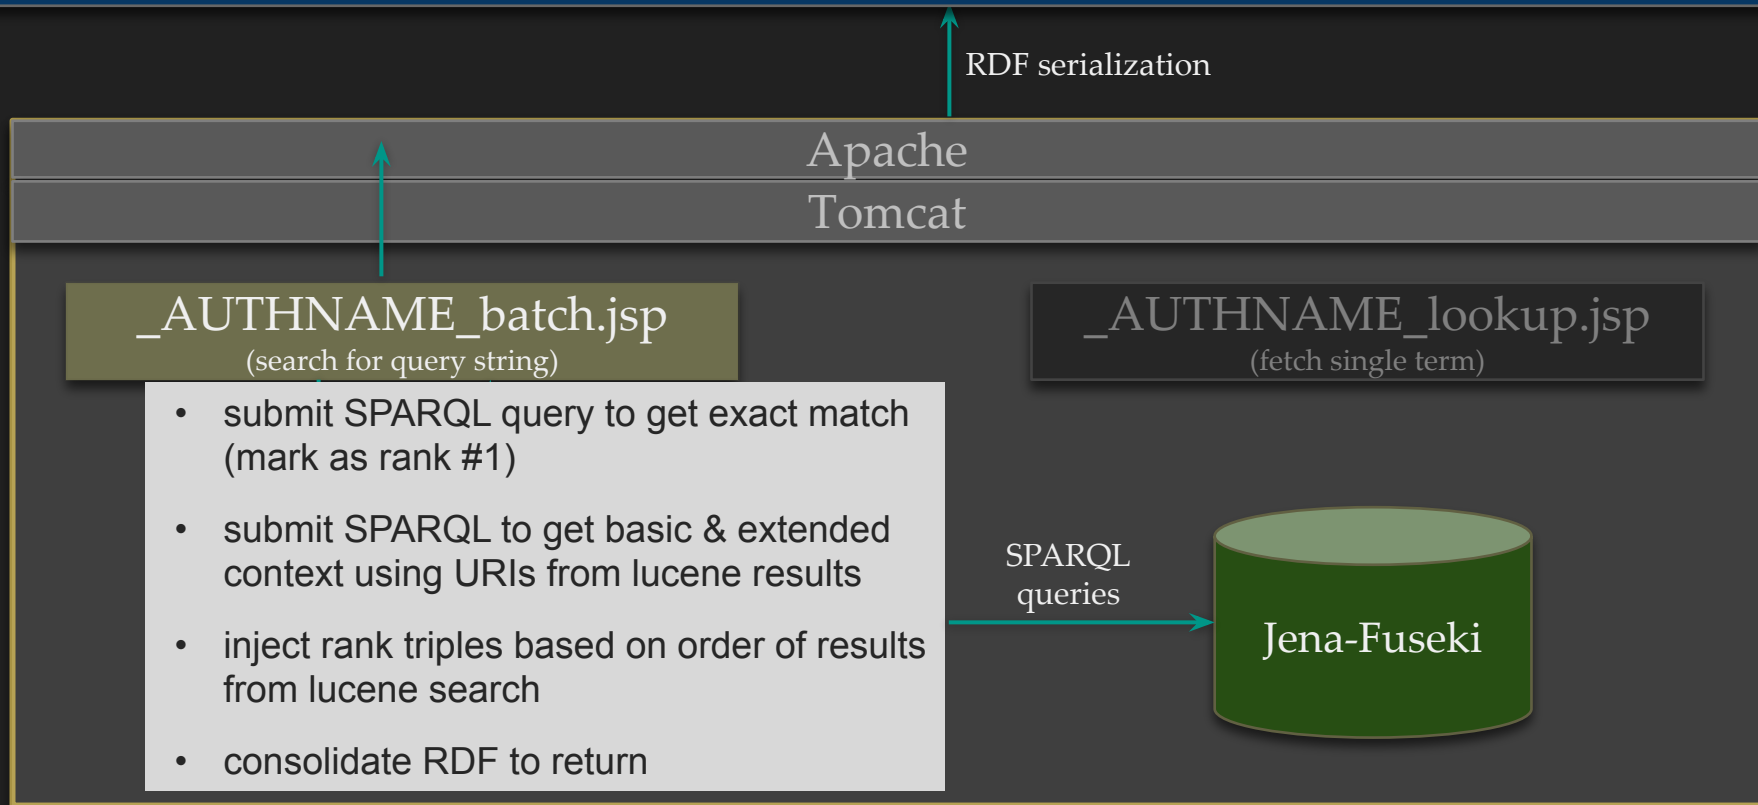 RDF serialization
Apache
Tomcat
_AUTHNAME_batch.jsp
(search for query string)
_AUTHNAME_lookup.jsp
(fetch single term)
• submit SPARQL query to get exact match
(mark as rank #1)
• submit SPARQL to get basic & extended
context using URIs from lucene results
• inject rank triples based on order of results
from lucene search
• consolidate RDF to return
SPARQL
queries
Jena-Fuseki